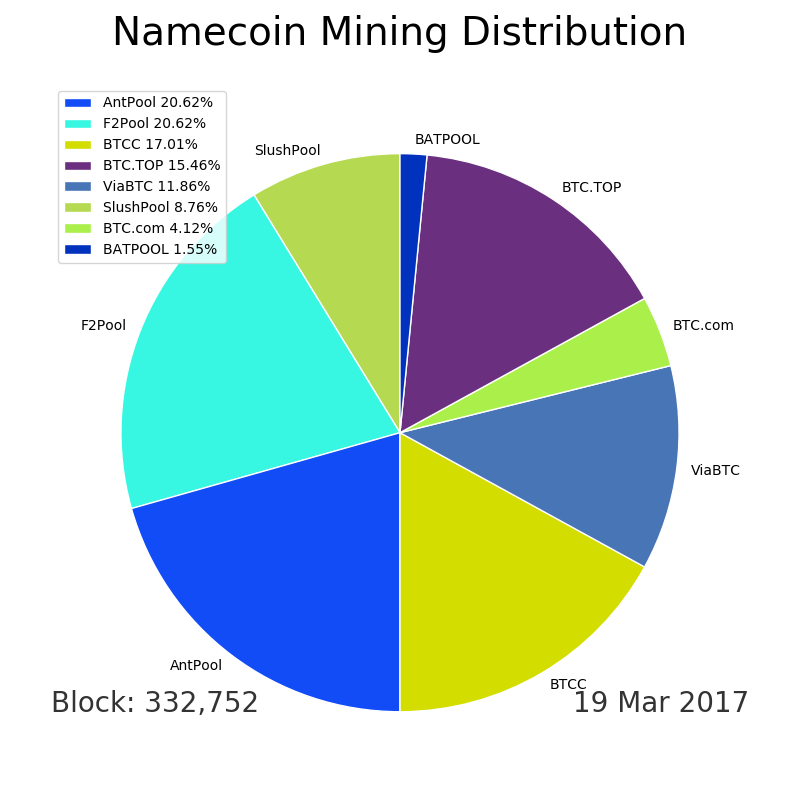 Namecoin Mining Distribution
AntPool 20.62%
F2Pool 20.62%
BTCC 17.01%
BTC.TOP 15.46%
ViaBTC 11.86%
SlushPool 8.76%
BTC.com 4.12%
BATPOOL 1.55%
BATPOOL
SlushPool
BTC.TOP
F2Pool
BTC.com
ViaBTC
AntPool
BTCC
Block: 332,752
19 Mar 2017